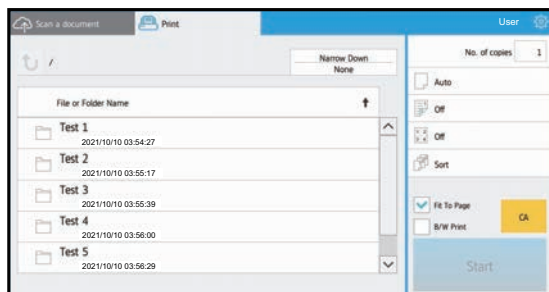 Scan a document
Print
User
/
Narrow Down
None
No. of copies 1
File or Folder Name
Auto
Off
Off
Sort
Test 1
2021/10/10 03:54:27
Test 2
2021/10/10 03:55:17
Test 3
2021/10/10 03:55:39
Test 4
2021/10/10 03:56:00
Test 5
2021/10/10 03:56:29
Fit To Page
B/W Print
CA
Start